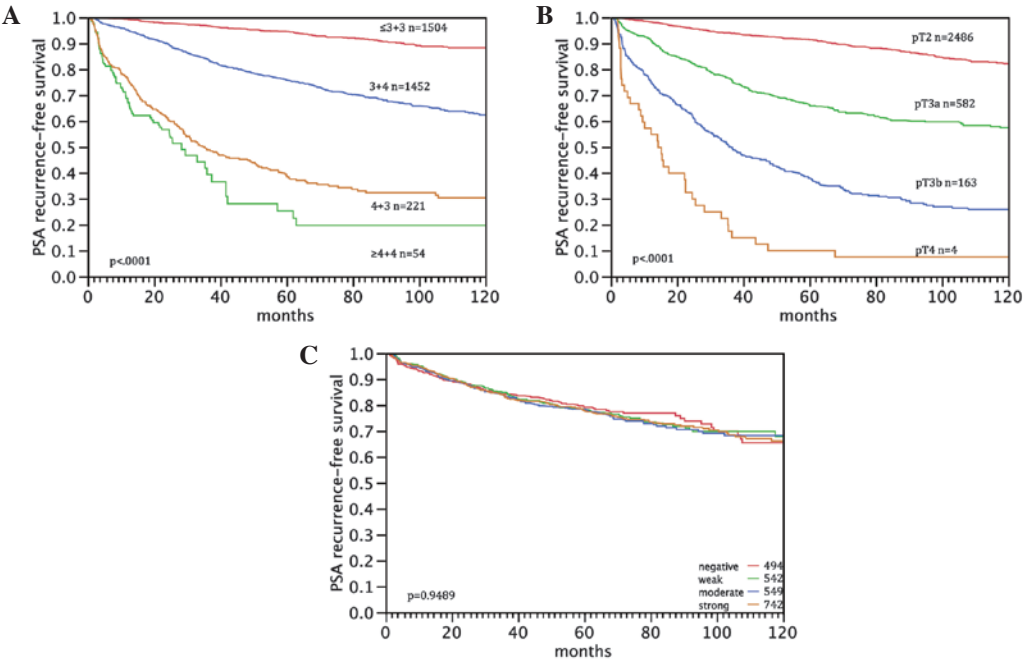 A
PSA recurrence-free survival
1.0
0.9
0.8
0.7
0.6
0.5
0.4
0.3
0.2
0.1
0.0
≤3+3 n=1504
3+4 n=1452
4+3 n=221
≥4+4 n=54
p<.0001
0 20 40 60 80 100 120
months
B
PSA recurrence-free survival
1.0
0.9
0.8
0.7
0.6
0.5
0.4
0.3
0.2
0.1
0.0
pT2 n=2486
pT3a n=582
pT3b n=163
pT4 n=4
p<.0001
0 20 40 60 80 100 120
months
C
PSA recurrence-free survival
1.0
0.9
0.8
0.7
0.6
0.5
0.4
0.3
0.2
0.1
0.0
negative 494
weak 542
moderate 549
strong 742
p=0.9489
0 20 40 60 80 100 120
months